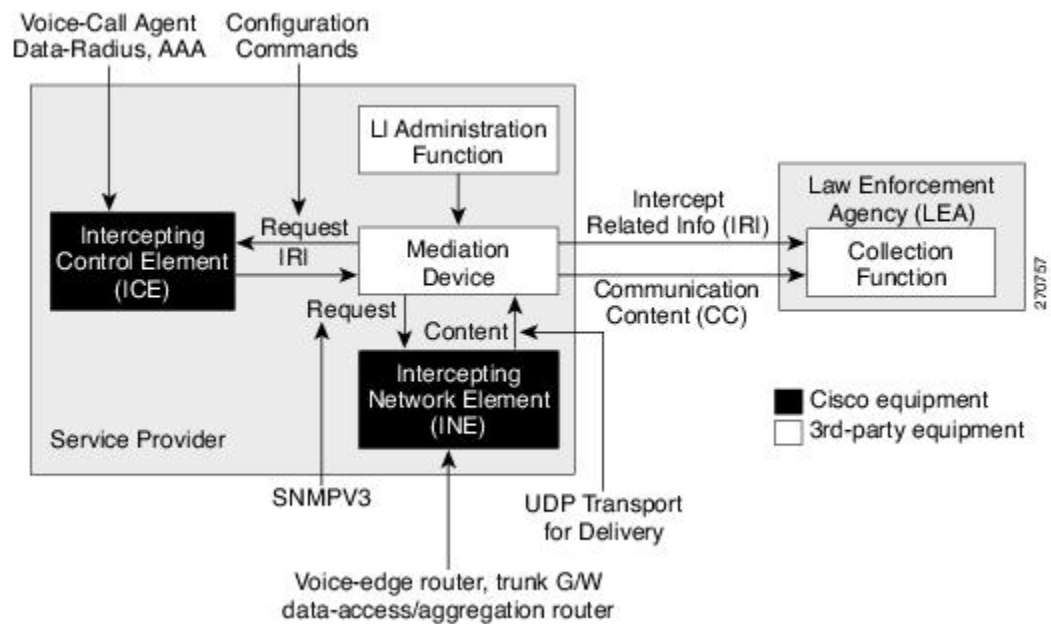 Voice-Call Agent
Data-Radius, AAA
Configuration
Commands
LI Administration
Function
Intercepting
Control Element
(ICE)
Request
IRI
Mediation
Device
Intercept
Related Info (IRI)
Communication
Content (CC)
Law Enforcement
Agency (LEA)
Collection
Function
270757
Request
Content
Intercepting
Network Element
(INE)
Service Provider
Cisco equipment
3rd-party equipment
SNMPV3
UDP Transport
for Delivery
Voice-edge router, trunk G/W
data-access/aggregation router